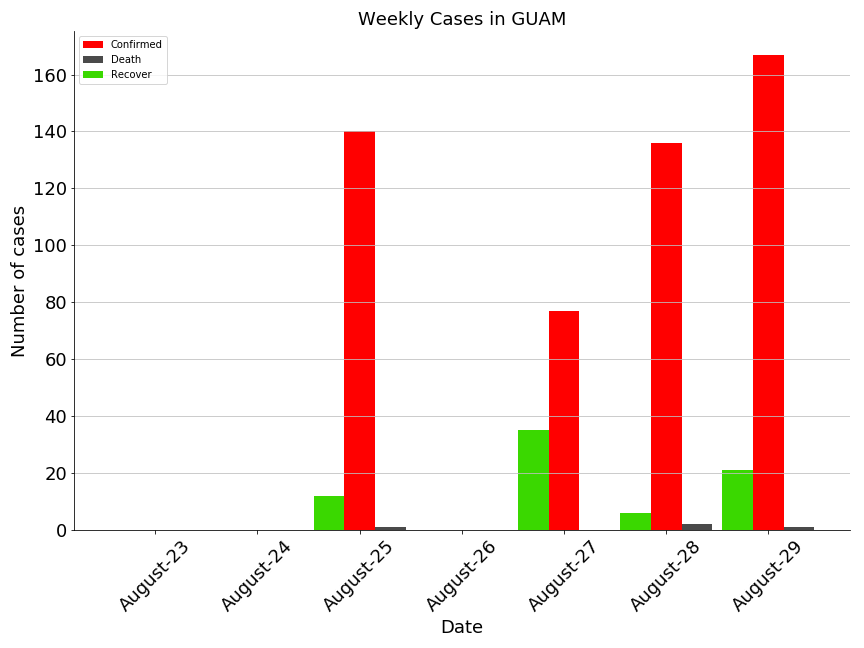 Weekly Cases in GUAM
Confirmed
Death
Recover
Number of cases
160
140
120
100
80
60
40
20
0
August-23
August-24
August-25
August-26
August-27
August-28
August-29
Date